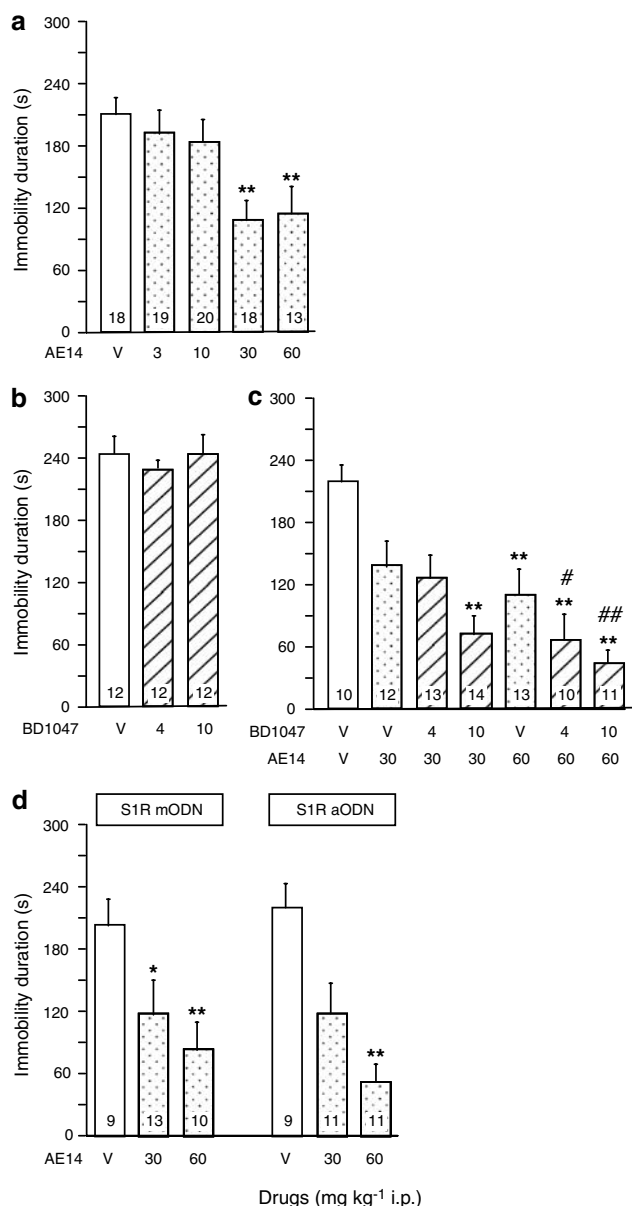 a
Immobility duration (s)
300
240
180
120
60
0
** **
18 19 20 18 13
AE14 V 3 10 30 60
b
Immobility duration (s)
300
240
180
120
60
0
12 12 12
BD1047 V 4 10
c
300
240
180
120
60
0
# ##
** ** ** **
10 12 13 14 13 10 11
BD1047 V V 4 10 V 4 10
AE14 V 30 30 30 60 60 60
d
S1R mODN S1R aODN
Immobility duration (s)
300
240
180
120
60
0
* ** **
9 13 10 9 11 11
AE14 V 30 60 V 30 60
Drugs (mg kg-1 i.p.)